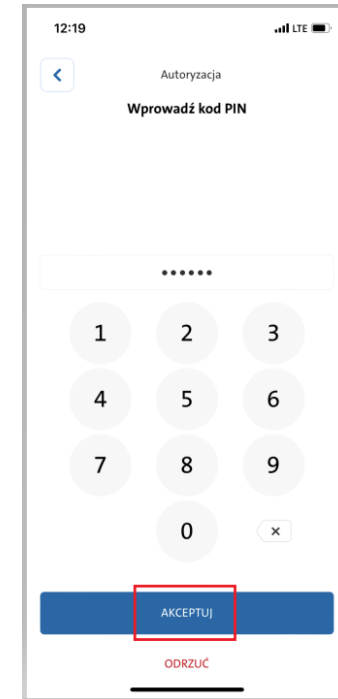 12:19 LTE
Autoryzacja
Wprowadź kod PIN
••••••
1 2 3
4 5 6
7 8 9
0 ×
AKCEPTUJ
ODRZUĆ